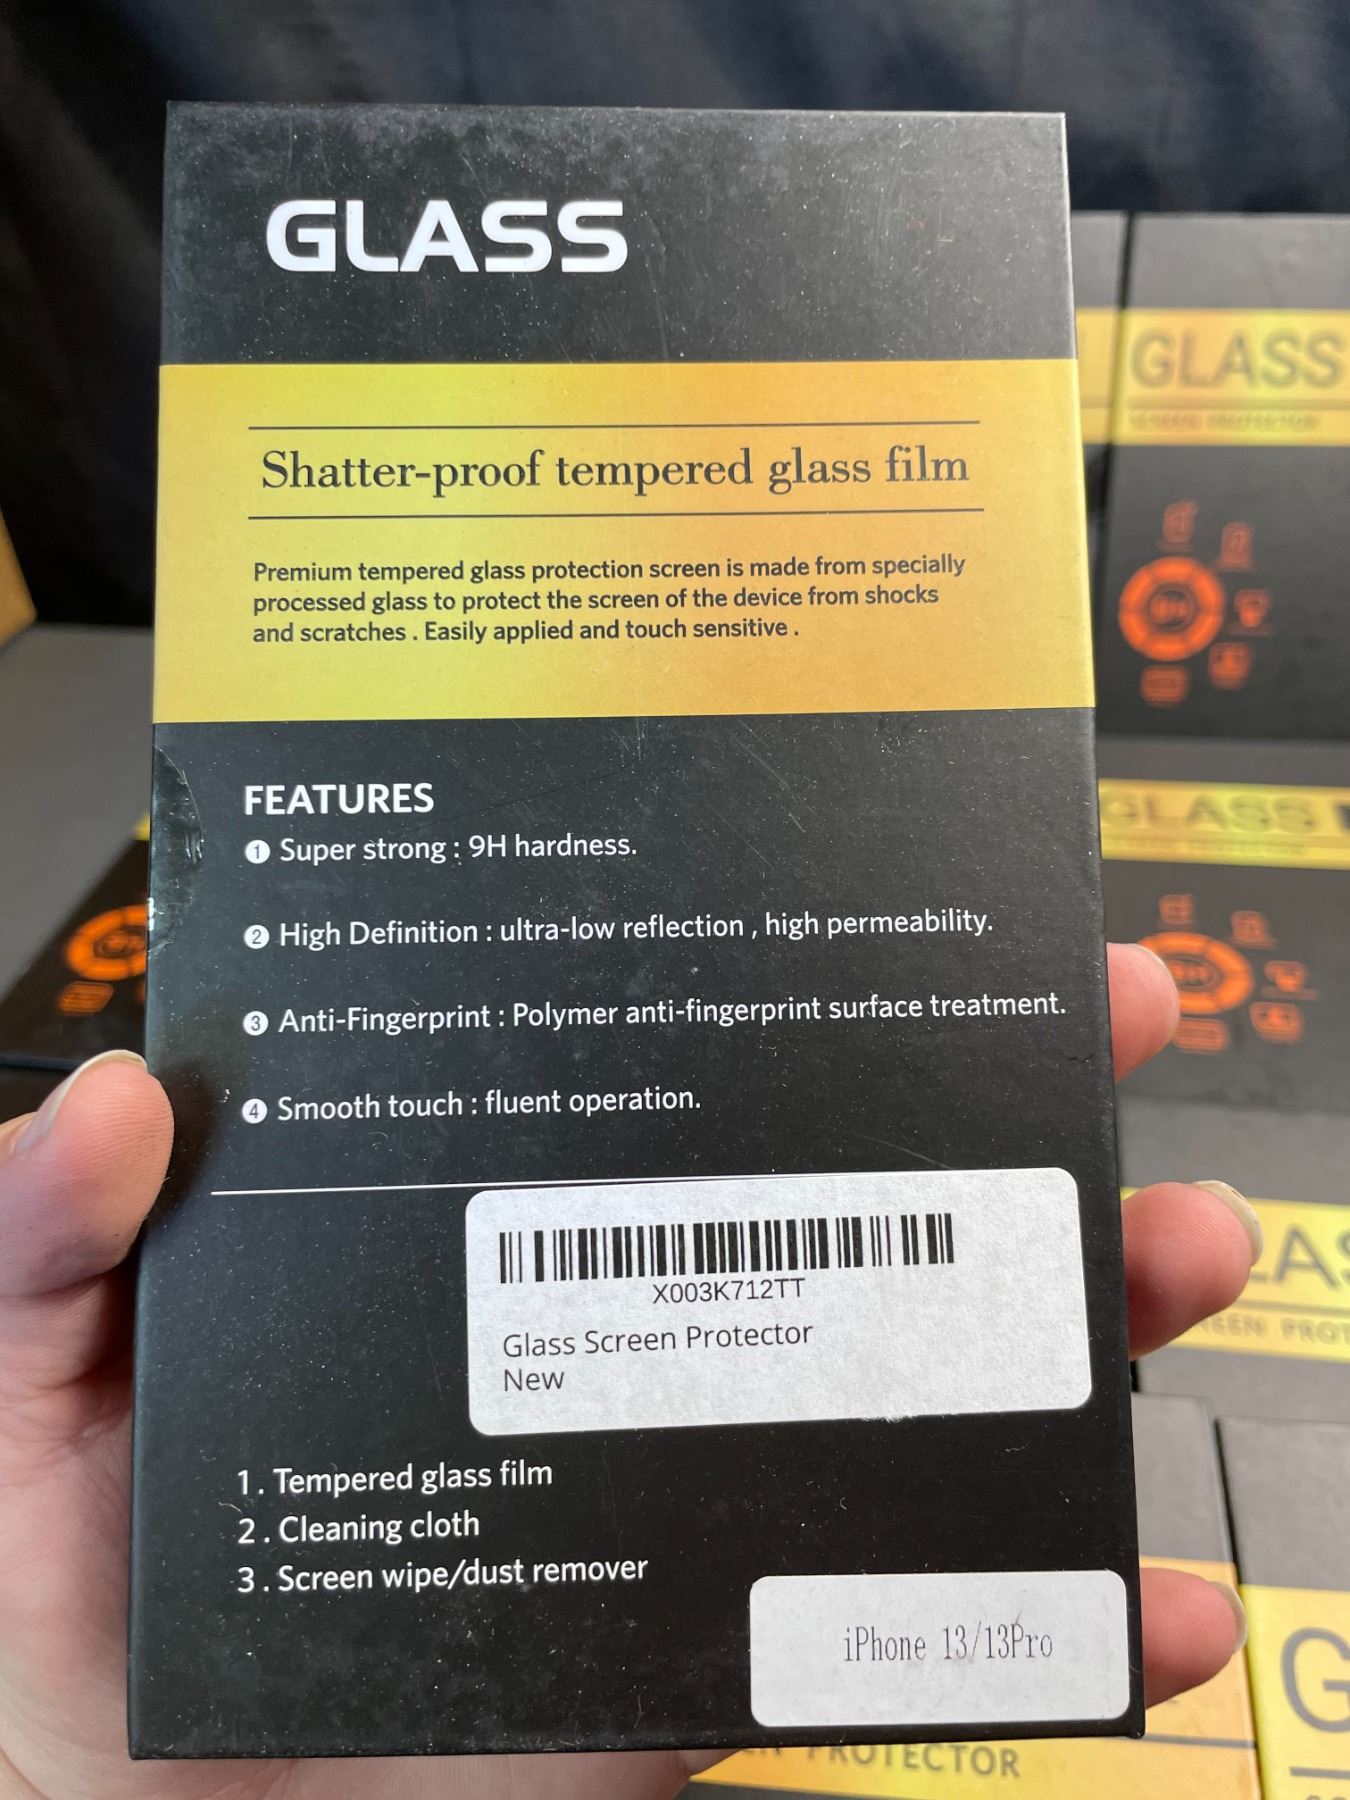 GLASS
Shatter-proof tempered glass film
Premium tempered glass protection screen is made from specially
processed glass to protect the screen of the device from shocks
and scratches . Easily applied and touch sensitive .
FEATURES
1 Super strong : 9H hardness.
2 High Definition : ultra-low reflection , high permeability.
3 Anti-Fingerprint : Polymer anti-fingerprint surface treatment.
4 Smooth touch : fluent operation.
X003K712TT
Glass Screen Protector
New
1. Tempered glass film
2. Cleaning cloth
3. Screen wipe/dust remover
iPhone 13/13Pro
GLASS
SCREEN PROTECTOR
GLASS
PROTECTOR